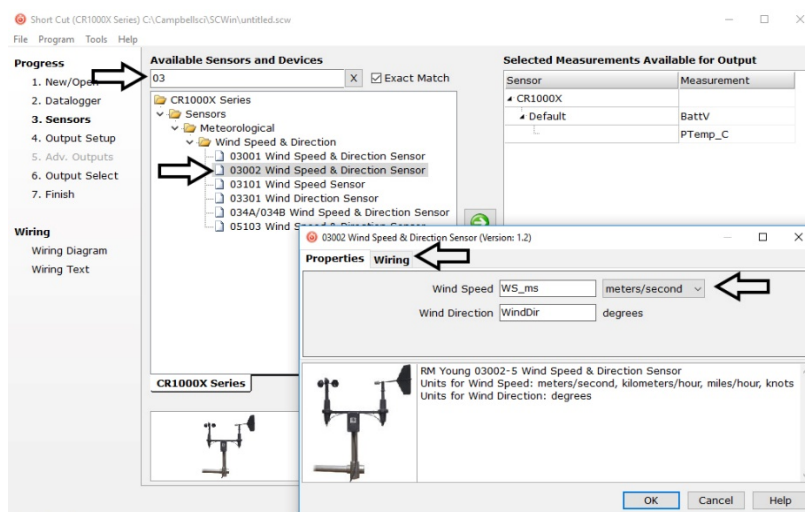 Short Cut (CR1000X Series) C:\Campbellsci\SCWin\untitled.scw
File Program Tools Help
Progress
1. New/Open
2. Datalogger
3. Sensors
4. Output Setup
5. Adv. Outputs
6. Output Select
7. Finish
Wiring
Wiring Diagram
Wiring Text
Available Sensors and Devices
03 X Exact Match
CR1000X Series
Sensors
Meteorological
Wind Speed & Direction
03001 Wind Speed & Direction Sensor
03002 Wind Speed & Direction Sensor
03101 Wind Speed Sensor
03301 Wind Direction Sensor
034A/034B Wind Speed & Direction Sensor
05103 Wind Speed & Direction Sensor
CR1000X Series
Selected Measurements Available for Output
Sensor Measurement
CR1000X
Default BattV
PTemp_C
03002 Wind Speed & Direction Sensor (Version: 1.2)
Properties Wiring
Wind Speed WS_ms meters/second
Wind Direction WindDir degrees
RM Young 03002-5 Wind Speed & Direction Sensor
Units for Wind Speed: meters/second, kilometers/hour, miles/hour, knots
Units for Wind Direction: degrees
OK Cancel Help